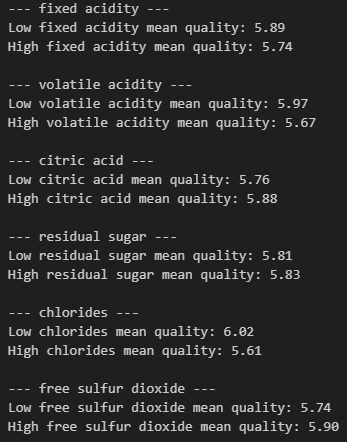 --- fixed acidity ---
Low fixed acidity mean quality: 5.89
High fixed acidity mean quality: 5.74
--- volatile acidity ---
Low volatile acidity mean quality: 5.97
High volatile acidity mean quality: 5.67
--- citric acid ---
Low citric acid mean quality: 5.76
High citric acid mean quality: 5.88
--- residual sugar ---
Low residual sugar mean quality: 5.81
High residual sugar mean quality: 5.83
--- chlorides ---
Low chlorides mean quality: 6.02
High chlorides mean quality: 5.61
--- free sulfur dioxide ---
Low free sulfur dioxide mean quality: 5.74
High free sulfur dioxide mean quality: 5.90